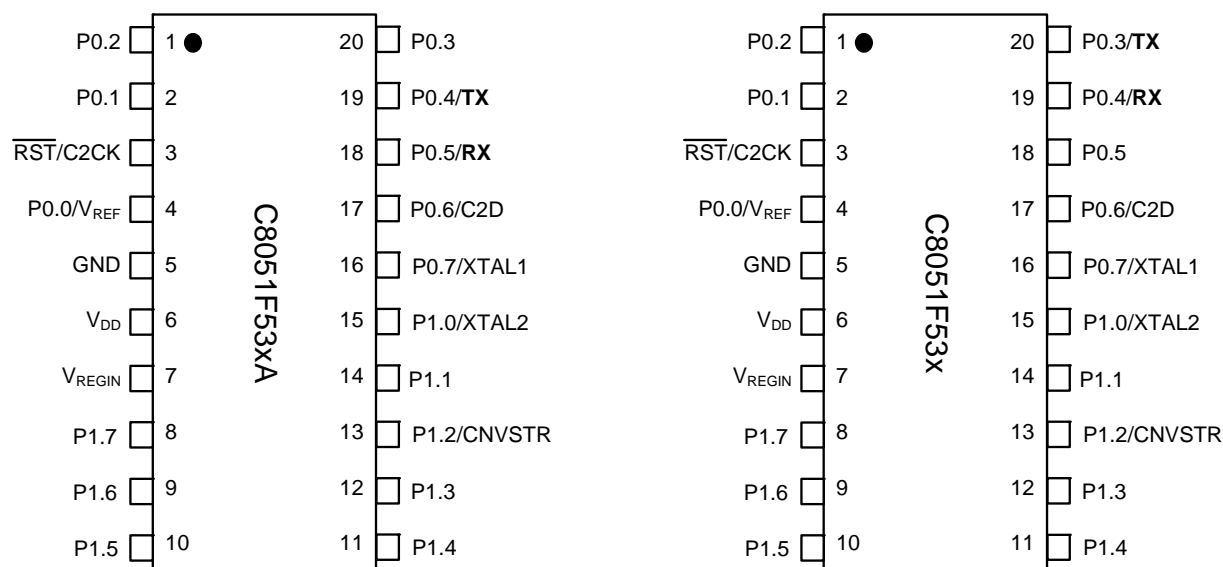 P0.2 1 20 P0.3
P0.1 2 19 P0.4/TX
RST/C2CK 3 18 P0.5/RX
P0.0/VREF 4 17 P0.6/C2D
GND 5 16 P0.7/XTAL1
VDD 6 15 P1.0/XTAL2
VREGIN 7 14 P1.1
P1.7 8 13 P1.2/CNVSTR
P1.6 9 12 P1.3
P1.5 10 11 P1.4
C8051F53xA
P0.2 1 20 P0.3/TX
P0.1 2 19 P0.4/RX
RST/C2CK 3 18 P0.5
P0.0/VREF 4 17 P0.6/C2D
GND 5 16 P0.7/XTAL1
VDD 6 15 P1.0/XTAL2
VREGIN 7 14 P1.1
P1.7 8 13 P1.2/CNVSTR
P1.6 9 12 P1.3
P1.5 10 11 P1.4
C8051F53x